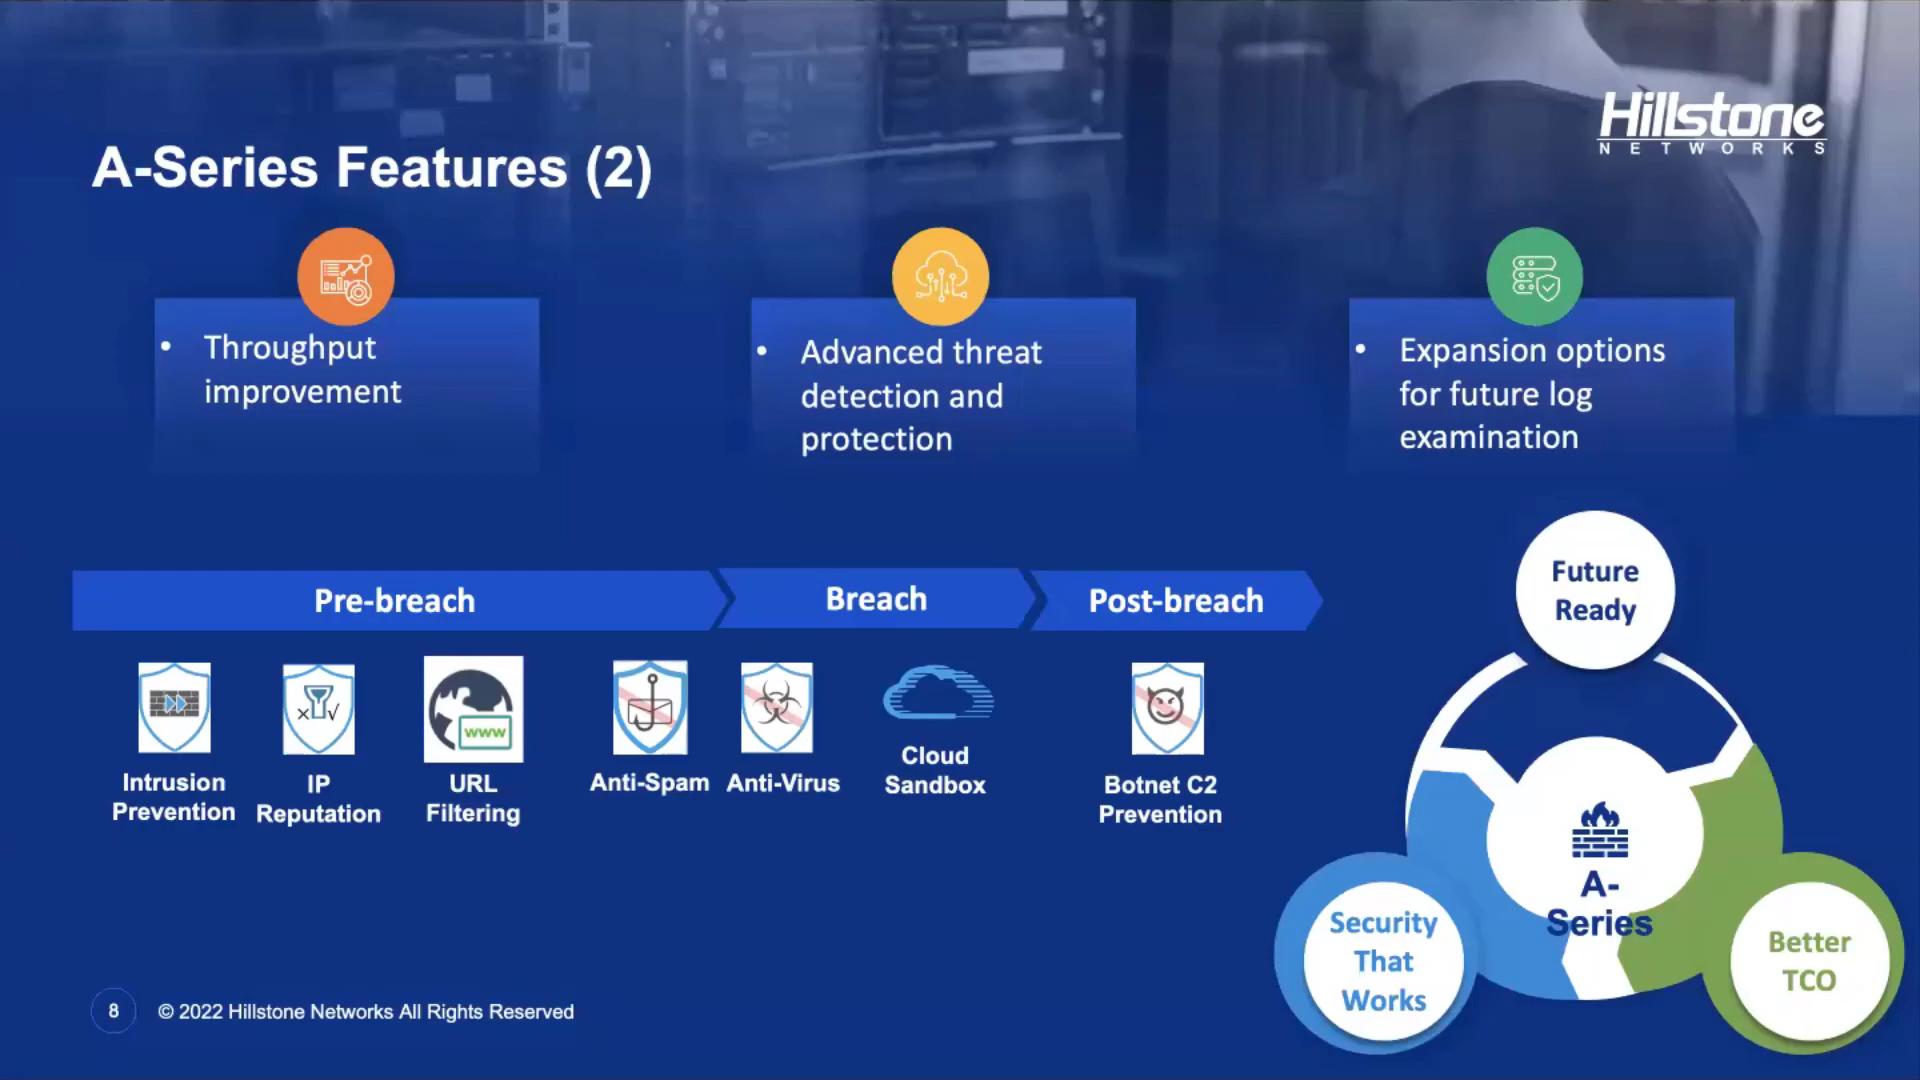 Hillstone
NETWORKS
A-Series Features (2)
• Throughput
improvement
• Advanced threat
detection and
protection
• Expansion options
for future log
examination
Pre-breach
Breach
Post-breach
Intrusion
Prevention
IP
Reputation
www
URL
Filtering
Anti-Spam
Anti-Virus
Cloud
Sandbox
Botnet C2
Prevention
Future
Ready
A-
Series
Security
That
Works
Better
TCO
8
© 2022 Hillstone Networks All Rights Reserved